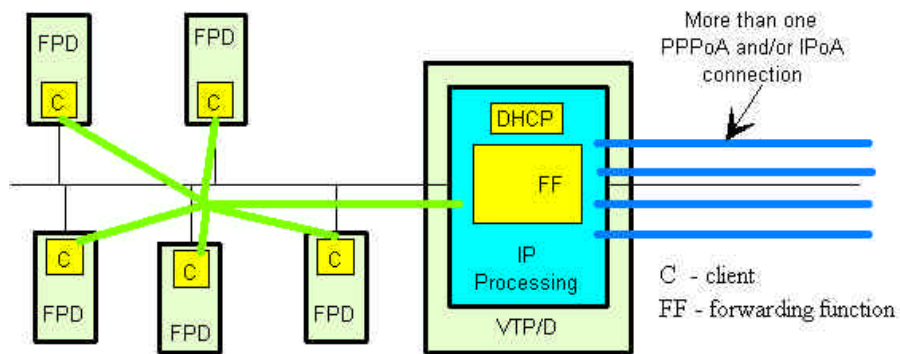 FPD
C
FPD
C
More than one
PPPoA and/or IPoA
connection
DHCP
FF
IP
Processing
VTP/D
C
FPD
C
FPD
C
FPD
C - client
FF - forwarding function